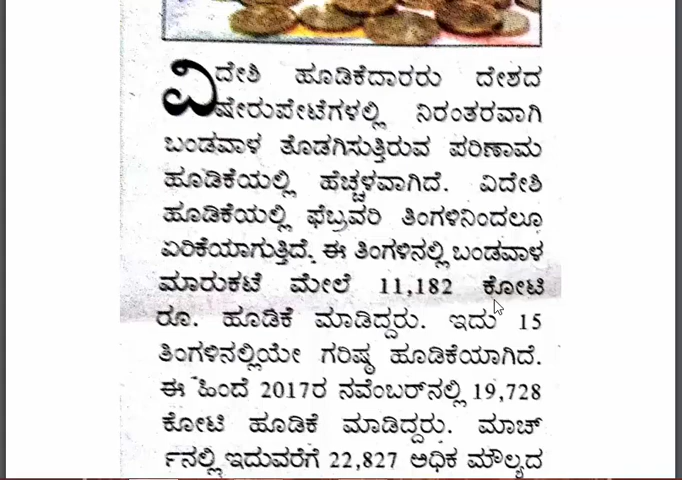 ವಿದೇಶಿ ಹೂಡಿಕೆದಾರರು ದೇಶದ
ಷೇರುಪೇಟೆಗಳಲ್ಲಿ ನಿರಂತರವಾಗಿ
ಬಂಡವಾಳ ತೊಡಗಿಸುತ್ತಿರುವ ಪರಿಣಾಮ
ಹೂಡಿಕೆಯಲ್ಲಿ ಹೆಚ್ಚಳವಾಗಿದೆ. ವಿದೇಶಿ
ಹೂಡಿಕೆಯಲ್ಲಿ ಫೆಬ್ರವರಿ ತಿಂಗಳಿನಿಂದಲೂ
ಏರಿಕೆಯಾಗುತ್ತಿದೆ. ಈ ತಿಂಗಳಿನಲ್ಲಿ ಬಂಡವಾಳ
ಮಾರುಕಟೆ ಮೇಲೆ 11,182 ಕೋಟಿ
ರೂ. ಹೂಡಿಕೆ ಮಾಡಿದ್ದರು. ಇದು 15
ತಿಂಗಳಿನಲ್ಲಿಯೇ ಗರಿಷ್ಠ ಹೂಡಿಕೆಯಾಗಿದೆ.
ಈ ಹಿಂದೆ 2017ರ ನವೆಂಬರ್‌ನಲ್ಲಿ 19,728
ಕೋಟಿ ಹೂಡಿಕೆ ಮಾಡಿದ್ದರು. ಮಾಚ್
ರ್ನಲ್ಲಿ ಇದುವರೆಗೆ 22,827 ಅಧಿಕ ಮೌಲ್ಯದ